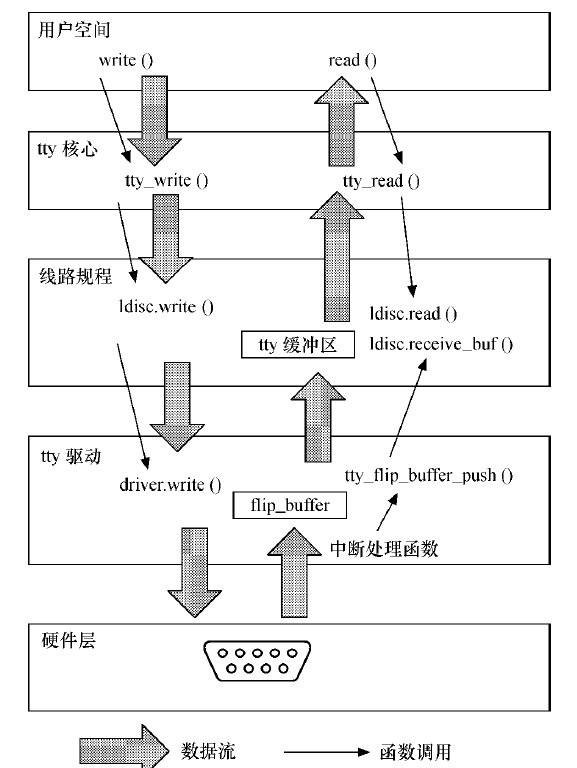 用户空间
write () read ()
tty 核心
tty_write () tty_read ()
线路规程
ldisc.write () ldisc.read ()
tty 缓冲区 ldisc.receive_buf ()
tty 驱动
driver.write () tty_flip_buffer_push ()
flip_buffer
中断处理函数
硬件层
数据流 函数调用